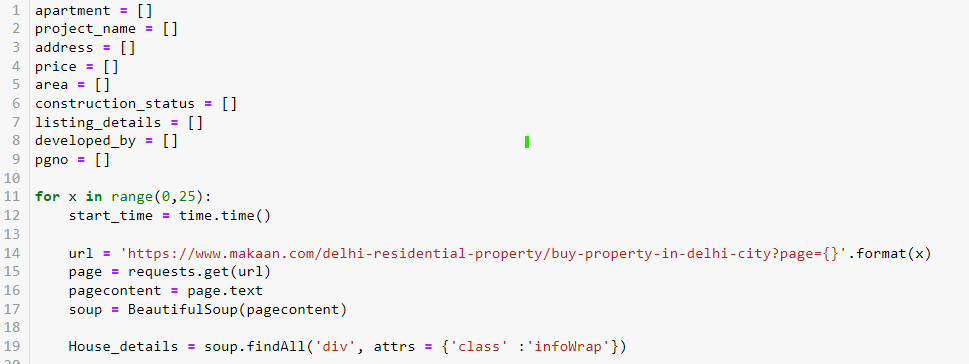 1 apartment = []
2 project_name = []
3 address = []
4 price = []
5 area = []
6 construction_status = []
7 listing_details = []
8 developed_by = []
9 pgno = []
10
11 for x in range(0,25):
12     start_time = time.time()
13
14     url = 'https://www.makaan.com/delhi-residential-property/buy-property-in-delhi-city?page={}'.format(x)
15     page = requests.get(url)
16     pagecontent = page.text
17     soup = BeautifulSoup(pagecontent)
18
19     House_details = soup.findAll('div', attrs = {'class' :'infoWrap'})